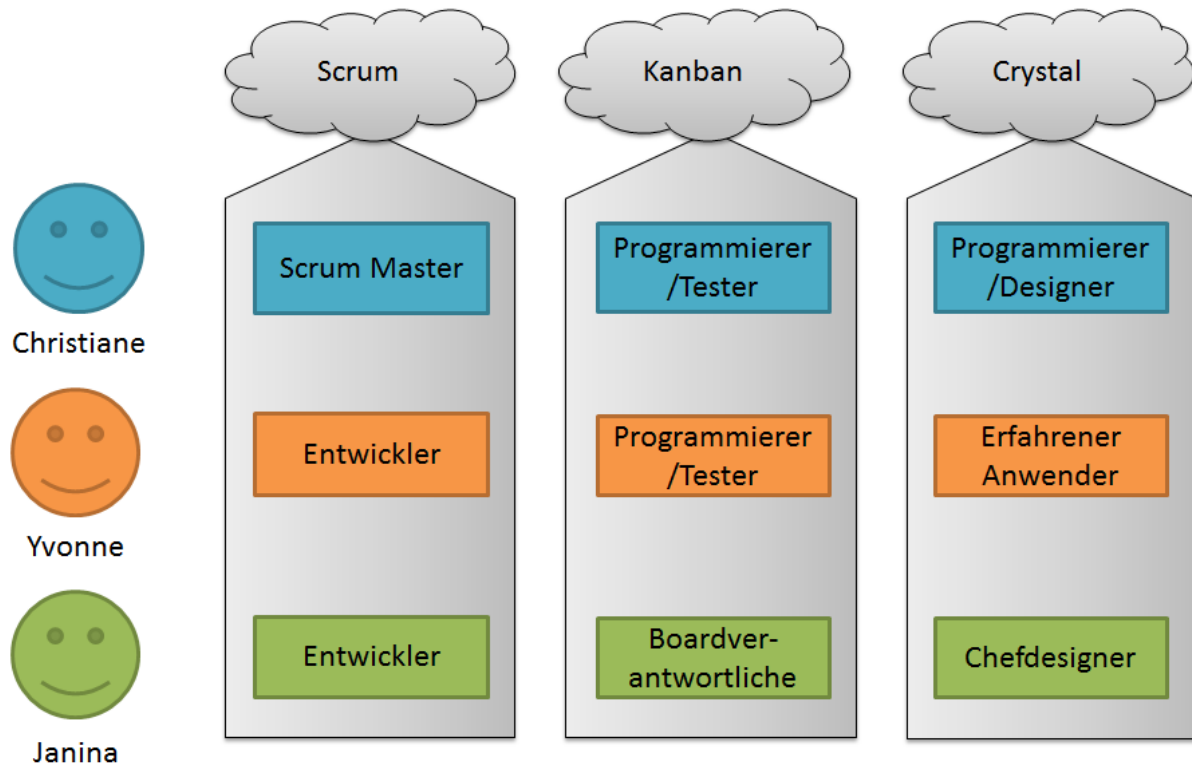 Scrum
Kanban
Crystal
Christiane
Scrum Master
Programmierer
/Tester
Programmierer
/Designer
Yvonne
Entwickler
Programmierer
/Tester
Erfahrener
Anwender
Janina
Entwickler
Boardver-
antwortliche
Chefdesigner